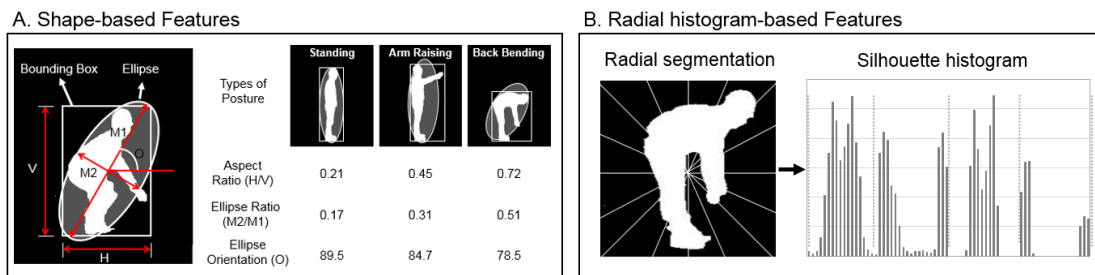 A. Shape-based Features
Bounding Box
Ellipse
M1
O
M2
V
H
Types of
Posture
Standing
Arm Raising
Back Bending
Aspect
Ratio (H/V)
0.21
0.45
0.72
Ellipse Ratio
(M2/M1)
0.17
0.31
0.51
Ellipse
Orientation (O)
89.5
84.7
78.5
B. Radial histogram-based Features
Radial segmentation
Silhouette histogram